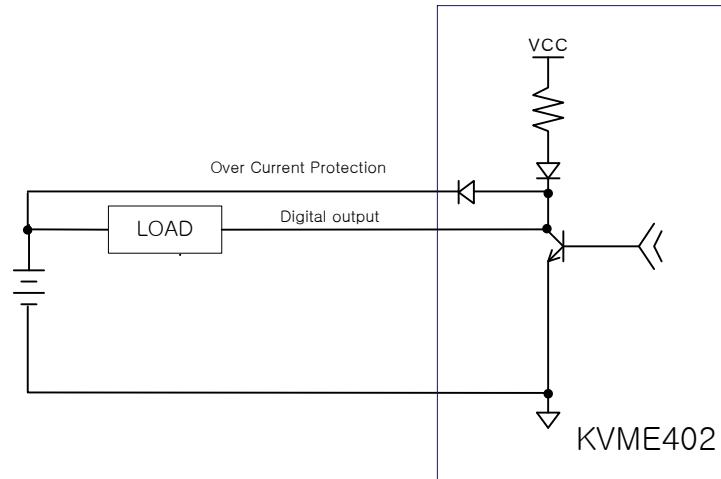 VCC
Over Current Protection
Digital output
LOAD
KVME402